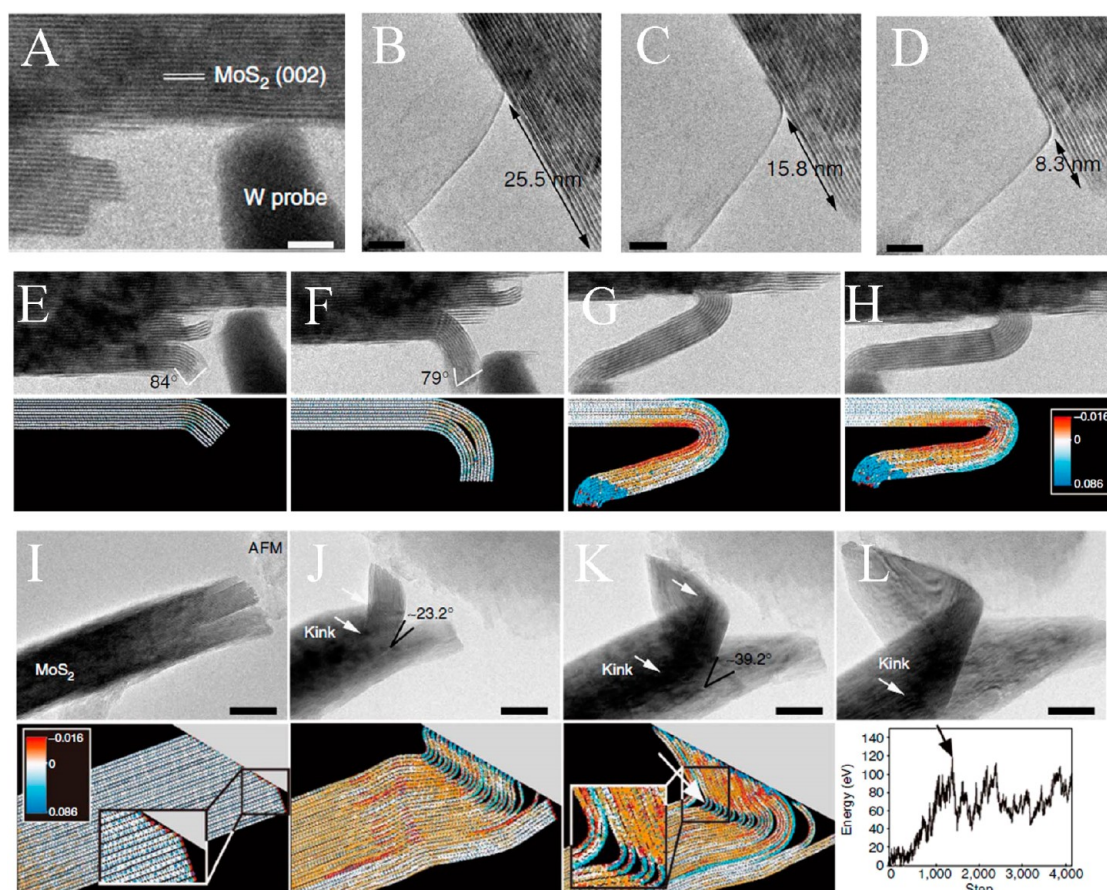 A
MoS₂ (002)
W probe
B
25.5 nm
C
15.8 nm
D
8.3 nm
E
84°
F
79°
G
H
−0.016
0
0.086
I
AFM
MoS₂
J
Kink
~23.2°
K
Kink
~39.2°
L
Kink
−0.016
0
0.086
Energy (eV)
140
120
100
80
60
40
20
0
0 1,000 2,000 3,000 4,000